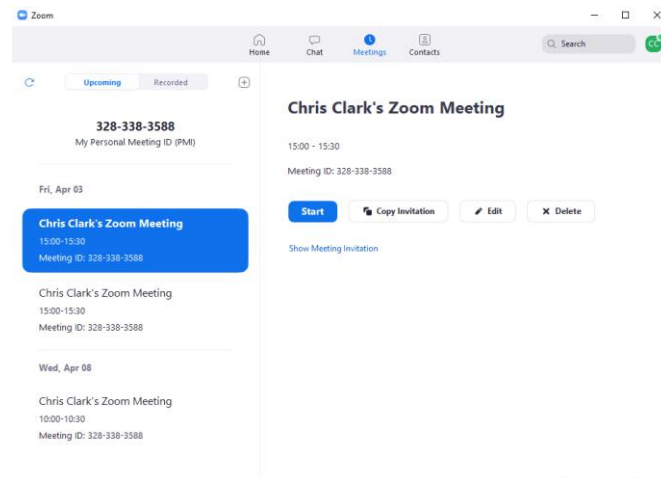 Zoom
Home Chat Meetings Contacts
Search
CC
Upcoming Recorded
328-338-3588
My Personal Meeting ID (PMI)
Fri, Apr 03
Chris Clark's Zoom Meeting
15:00-15:30
Meeting ID: 328-338-3588
Chris Clark's Zoom Meeting
15:00-15:30
Meeting ID: 328-338-3588
Wed, Apr 08
Chris Clark's Zoom Meeting
10:00-10:30
Meeting ID: 328-338-3588
Chris Clark's Zoom Meeting
15:00 - 15:30
Meeting ID: 328-338-3588
Start Copy Invitation Edit Delete
Show Meeting Invitation